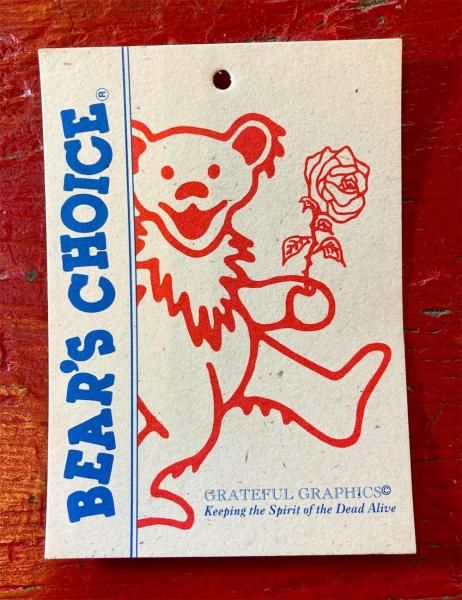 BEAR'S CHOICE®
GRATEFUL GRAPHICS©
Keeping the Spirit of the Dead Alive